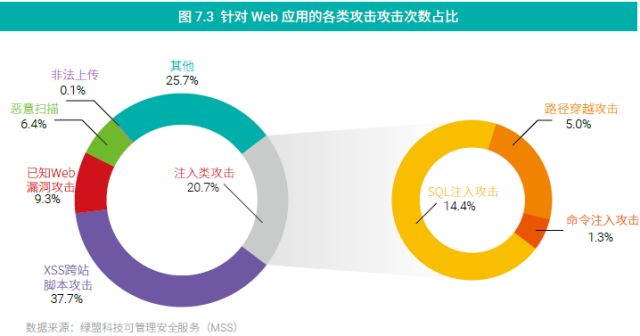 图 7.3 针对 Web 应用的各类攻击攻击次数占比
其他
25.7%
非法上传
0.1%
恶意扫描
6.4%
已知Web
漏洞攻击
9.3%
XSS跨站
脚本攻击
37.7%
注入类攻击
20.7%
SQL注入攻击
14.4%
路径穿越攻击
5.0%
命令注入攻击
1.3%
数据来源：绿盟科技可管理安全服务（MSS）